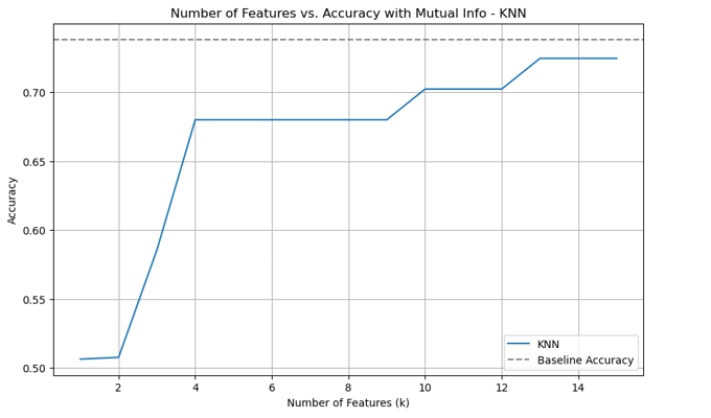 Number of Features vs. Accuracy with Mutual Info - KNN
Accuracy
0.70
0.65
0.60
0.55
0.50
KNN
Baseline Accuracy
2 4 6 8 10 12 14
Number of Features (k)